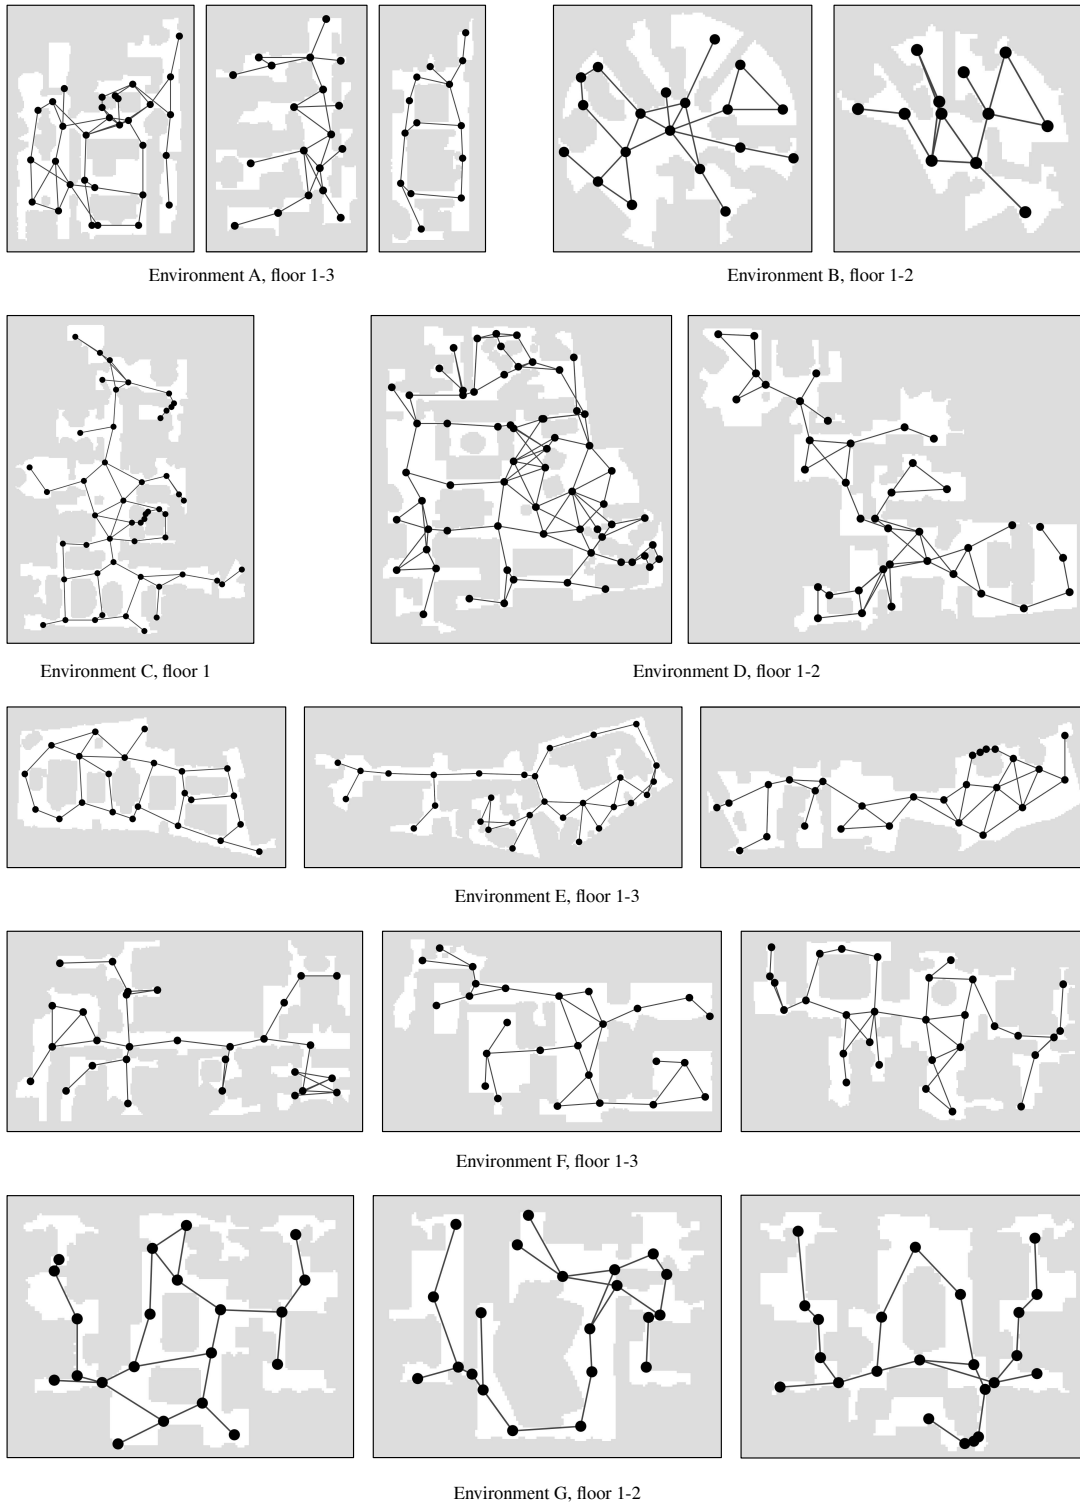 Environment A, floor 1-3
Environment B, floor 1-2
Environment C, floor 1
Environment D, floor 1-2
Environment E, floor 1-3
Environment F, floor 1-3
Environment G, floor 1-2